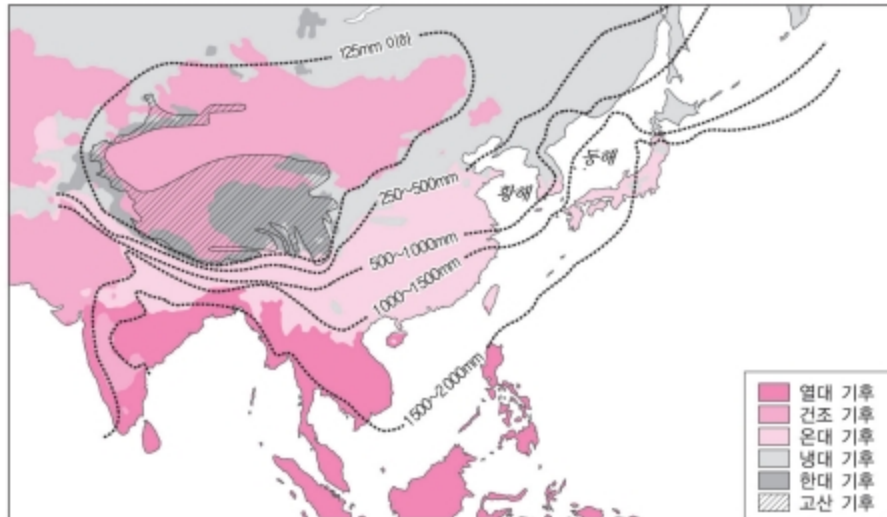 125mm 이하
동해
황해
250~500mm
500~1000mm
1000~1500mm
1500~2000mm
열대 기후
건조 기후
온대 기후
냉대 기후
한대 기후
고산 기후